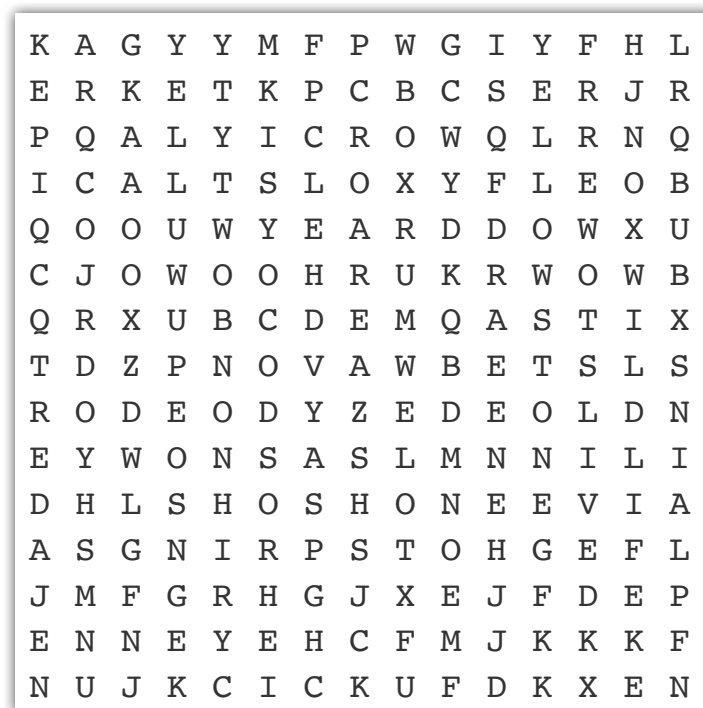 K A G Y Y M F P W G I Y F H L
E R K E T K P C B C S E R J R
P Q A L Y I C R O W Q L R N Q
I C A L T S L O X Y F L E O B
Q O O U W Y E A R D D O W X U
C J O W O O H R U K R W O W B
Q R X U B C D E M Q A S T I X
T D Z P N O V A W B E T S L S
R O D E O D Y Z E D E O L D N
E Y W O N S A S L M N N I L I
D H L S H O S H O N E E V I A
A S G N I R P S T O H G E F L
J M F G R H G J X E J F D E P
E N N E Y E H C F M J K K K F
N U J K C I C K U F D K X E N